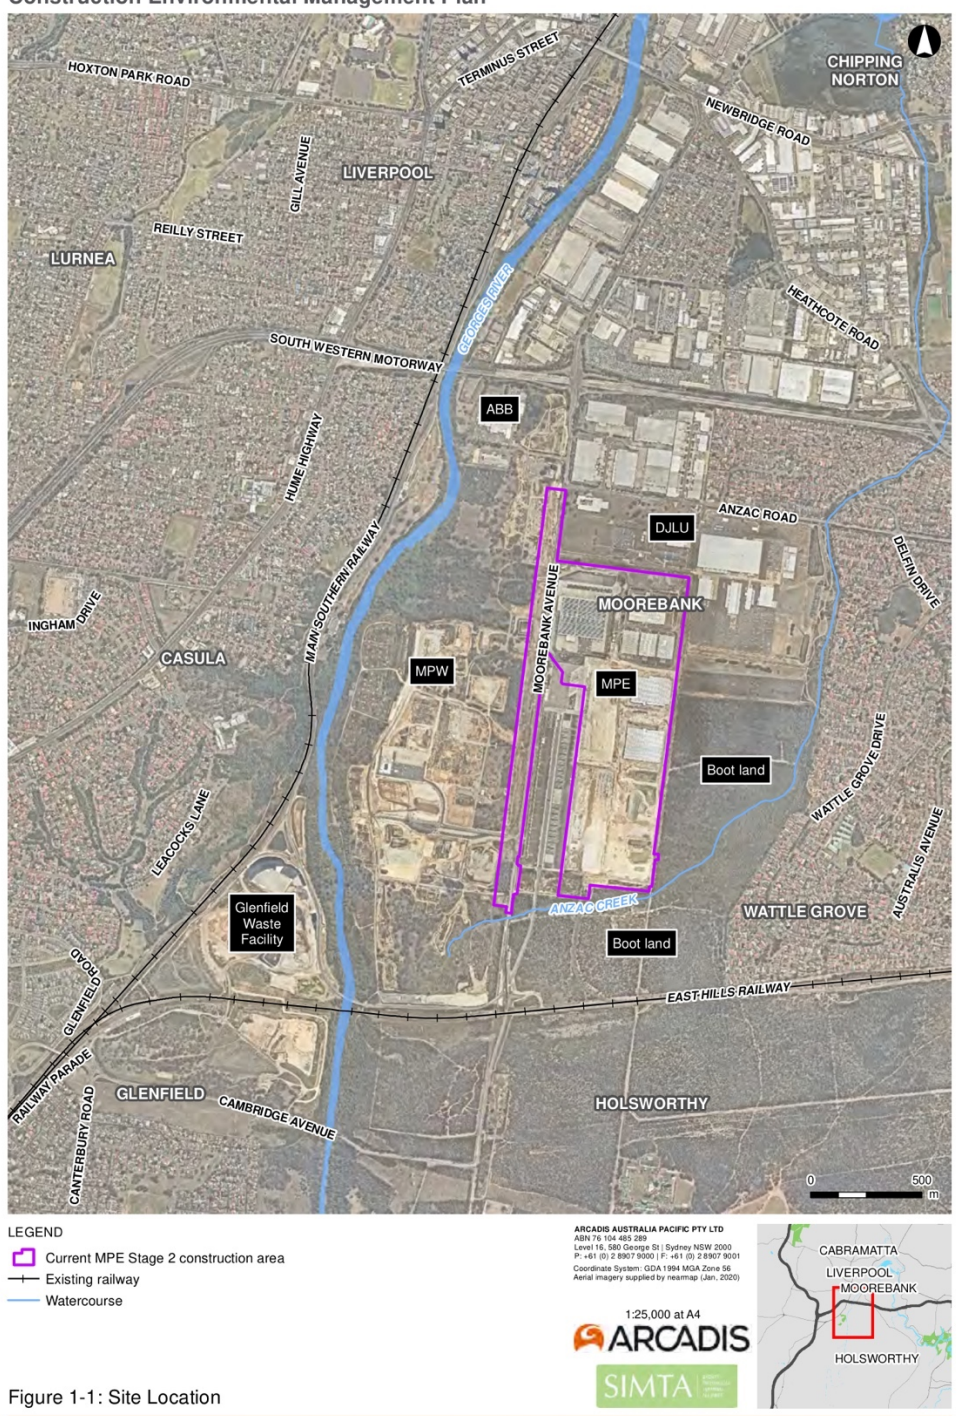 Construction Environmental Management Plan
TERMINUS STREET
HOXTON PARK ROAD
CHIPPING
NORTON
NEWBRIDGE ROAD
GILL AVENUE
LIVERPOOL
REILLY STREET
LURNEA
GEORGES RIVER
HEATHCOTE ROAD
SOUTH WESTERN MOTORWAY
ABB
HUME HIGHWAY
ANZAC ROAD
DJLU
DELFIN DRIVE
MAIN SOUTHERN RAILWAY
MOOREBANK AVENUE
MOOREBANK
INGHAM DRIVE
CASULA
MPW
MPE
Boot land
WATTLE GROVE DRIVE
LEACOCKS LANE
AUSTRALIS AVENUE
Glenfield
Waste
Facility
ANZAC CREEK
WATTLE GROVE
Boot land
GLENFIELD ROAD
EAST HILLS RAILWAY
RAILWAY PARADE
GLENFIELD
CAMBRIDGE AVENUE
HOLSWORTHY
CANTERBURY ROAD
0 500
m
LEGEND
Current MPE Stage 2 construction area
Existing railway
Watercourse
ARCADIS AUSTRALIA PACIFIC PTY LTD
ABN 76 104 485 289
Level 16, 580 George St | Sydney NSW 2000
P: +61 (0) 2 8907 9000 | F: +61 (0) 2 8907 9001
Coordinate System: GDA 1994 MGA Zone 56
Aerial imagery supplied by nearmap (Jan, 2020)
1:25,000 at A4
ARCADIS
SIMTA
CABRAMATTA
LIVERPOOL
MOOREBANK
HOLSWORTHY
Figure 1-1: Site Location